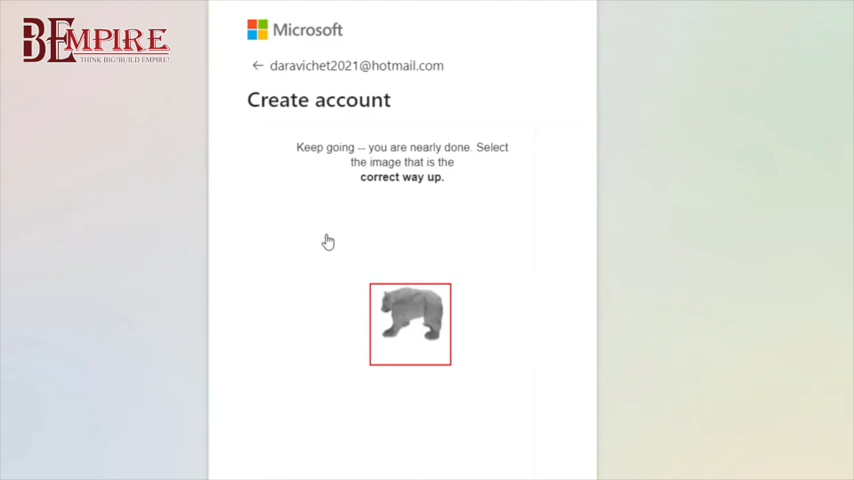 BEMPIRE
THINK BIG!BUILD EMPIRE!
Microsoft
← daravichet2021@hotmail.com
Create account
Keep going -- you are nearly done. Select
the image that is the
correct way up.